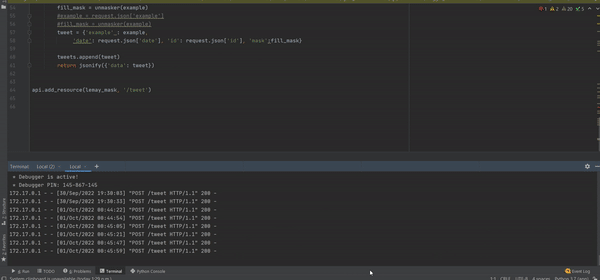 fill_mask = unmasker(example)
#example = request.json['example']
#fill_mask = unmasker(example)
tweet = {'example': example,
'date': request.json['date'], 'id': request.json['id'], 'mask':fill_mask}
tweets.append(tweet)
return jsonify({'data': tweet})
api.add_resource(lemay_mask, '/tweet')
Terminal: Local (2) × Local × +
* Debugger is active!
* Debugger PIN: 145-867-145
172.17.0.1 - - [30/Sep/2022 19:30:03] "POST /tweet HTTP/1.1" 200 -
172.17.0.1 - - [30/Sep/2022 19:30:33] "POST /tweet HTTP/1.1" 200 -
172.17.0.1 - - [01/Oct/2022 08:44:22] "POST /tweet HTTP/1.1" 200 -
172.17.0.1 - - [01/Oct/2022 08:44:54] "POST /tweet HTTP/1.1" 200 -
172.17.0.1 - - [01/Oct/2022 08:45:05] "POST /tweet HTTP/1.1" 200 -
172.17.0.1 - - [01/Oct/2022 08:45:21] "POST /tweet HTTP/1.1" 200 -
172.17.0.1 - - [01/Oct/2022 08:45:47] "POST /tweet HTTP/1.1" 200 -
172.17.0.1 - - [01/Oct/2022 08:45:59] "POST /tweet HTTP/1.1" 200 -
Run TODO Problems Terminal Python Console Event Log